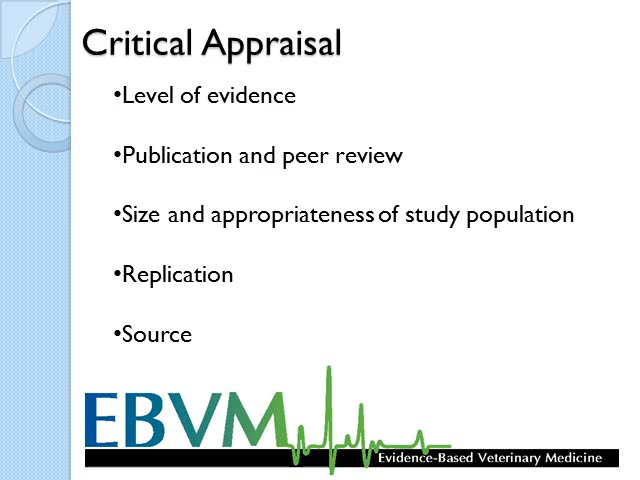 Critical Appraisal
•Level of evidence
•Publication and peer review
•Size and appropriateness of study population
•Replication
•Source
EBVM
Evidence-Based Veterinary Medicine